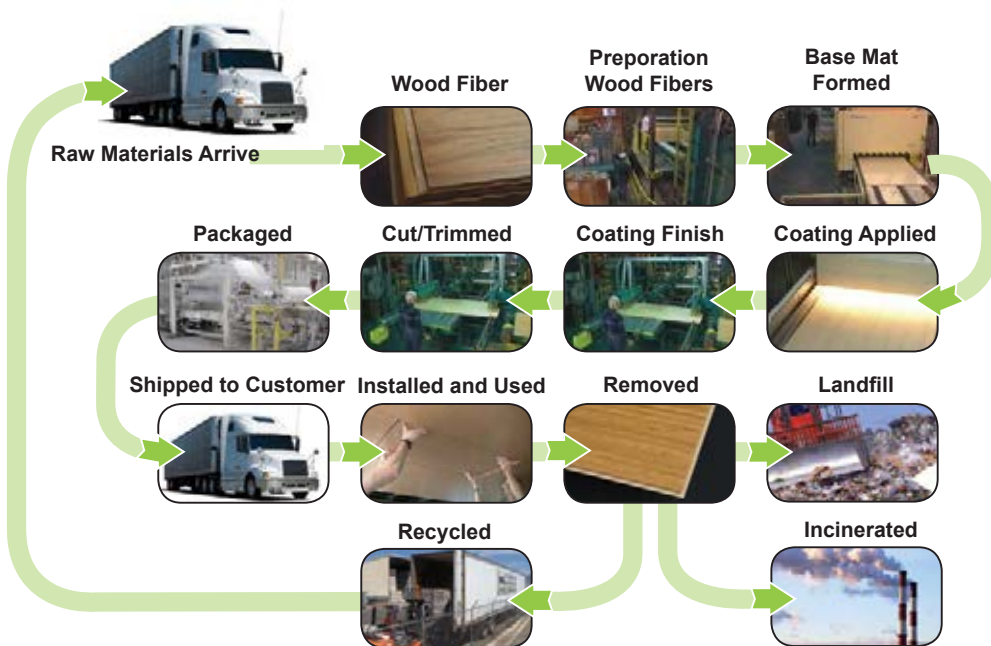 Raw Materials Arrive
Wood Fiber
Preporation
Wood Fibers
Base Mat
Formed
Coating Applied
Coating Finish
Cut/Trimmed
Packaged
Shipped to Customer
Installed and Used
Removed
Landfill
Recycled
Incinerated